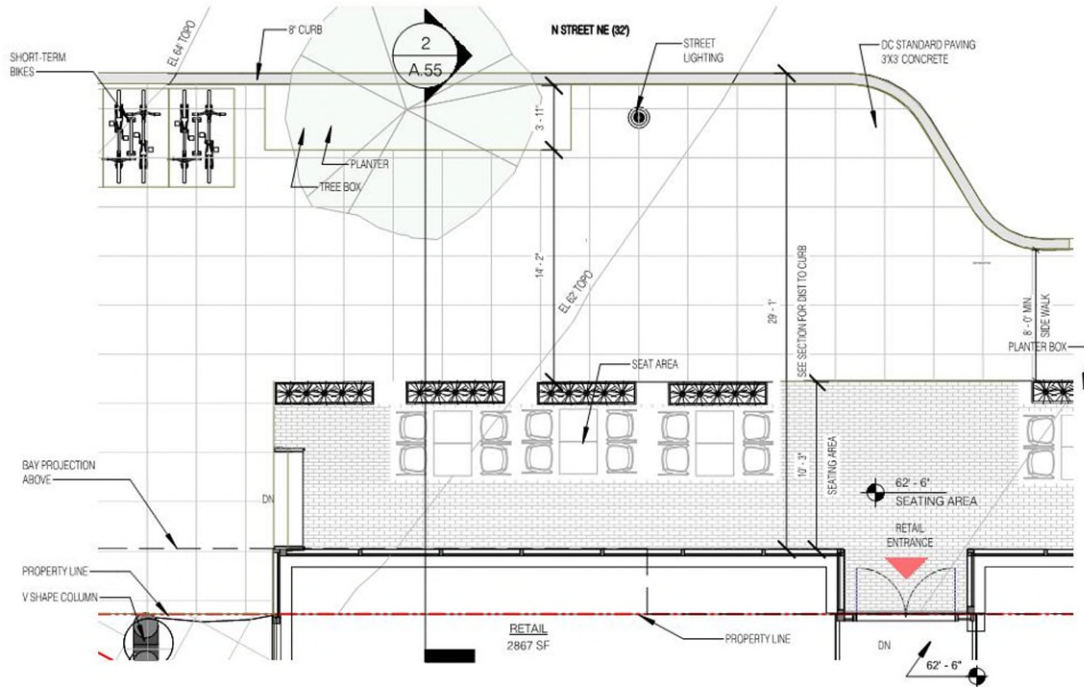 N STREET NE (32')
8" CURB
EL 64' TOPO
SHORT-TERM
BIKES
2
A.55
STREET
LIGHTING
DC STANDARD PAVING
3'X3' CONCRETE
3' - 11"
PLANTER
TREE BOX
14' - 2"
EL 62' TOPO
29' - 1"
SEE SECTION FOR DIST TO CURB
8' - 0" MIN.
SIDE WALK
PLANTER BOX
SEAT AREA
BAY PROJECTION
ABOVE
DN
10' - 3"
SEATING AREA
62' - 6"
SEATING AREA
RETAIL
ENTRANCE
PROPERTY LINE
V SHAPE COLUMN
RETAIL
2867 SF
PROPERTY LINE
DN
62' - 6"